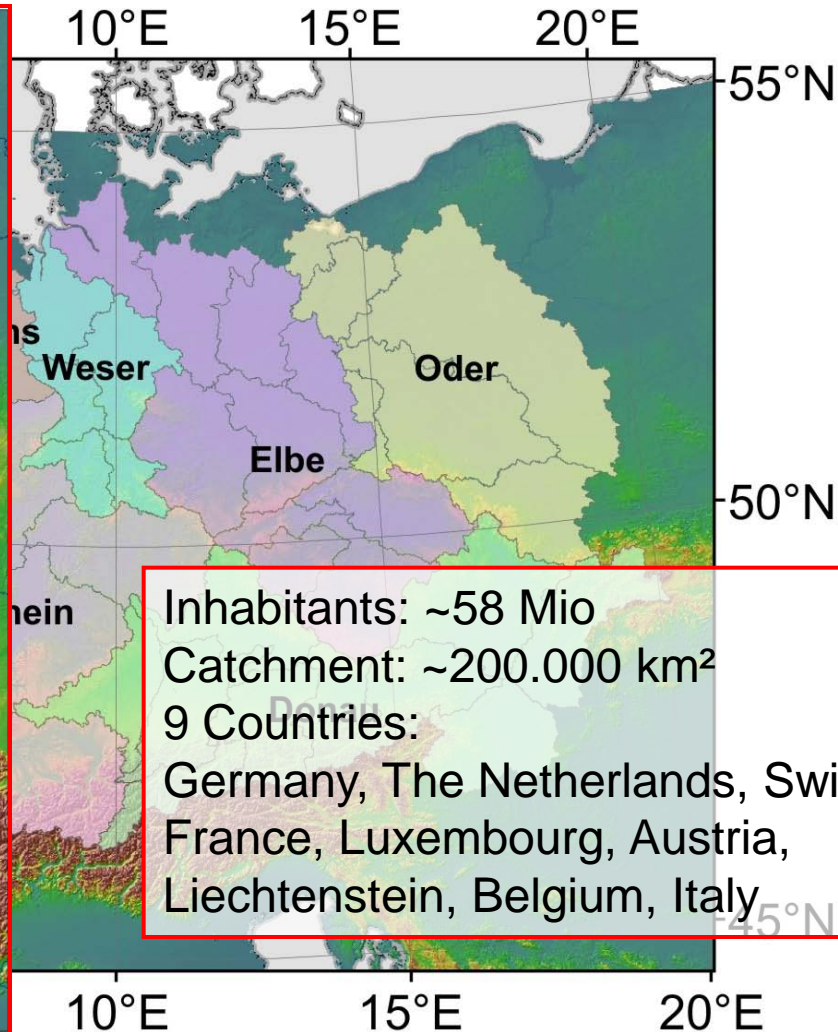 10°E 15°E 20°E
55°N
ns
Weser
Oder
Elbe
50°N
hein
Inhabitants: ~58 Mio
Catchment: ~200.000 km²
Donau
9 Countries:
Germany, The Netherlands, Swi
France, Luxembourg, Austria,
Liechtenstein, Belgium, Italy
45°N
10°E 15°E 20°E